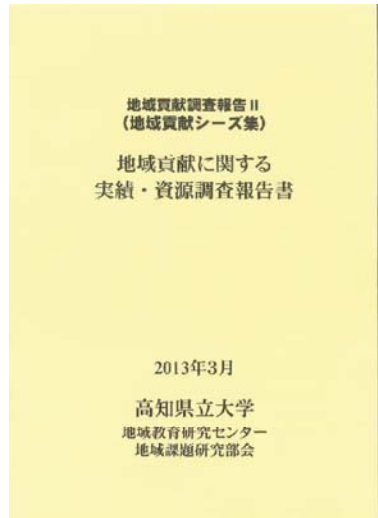 地域貢献調査報告Ⅱ
(地域貢献シーズ集)
地域貢献に関する
実績・資源調査報告書
2013年3月
高知県立大学
地域教育研究センター
地域課題研究部会